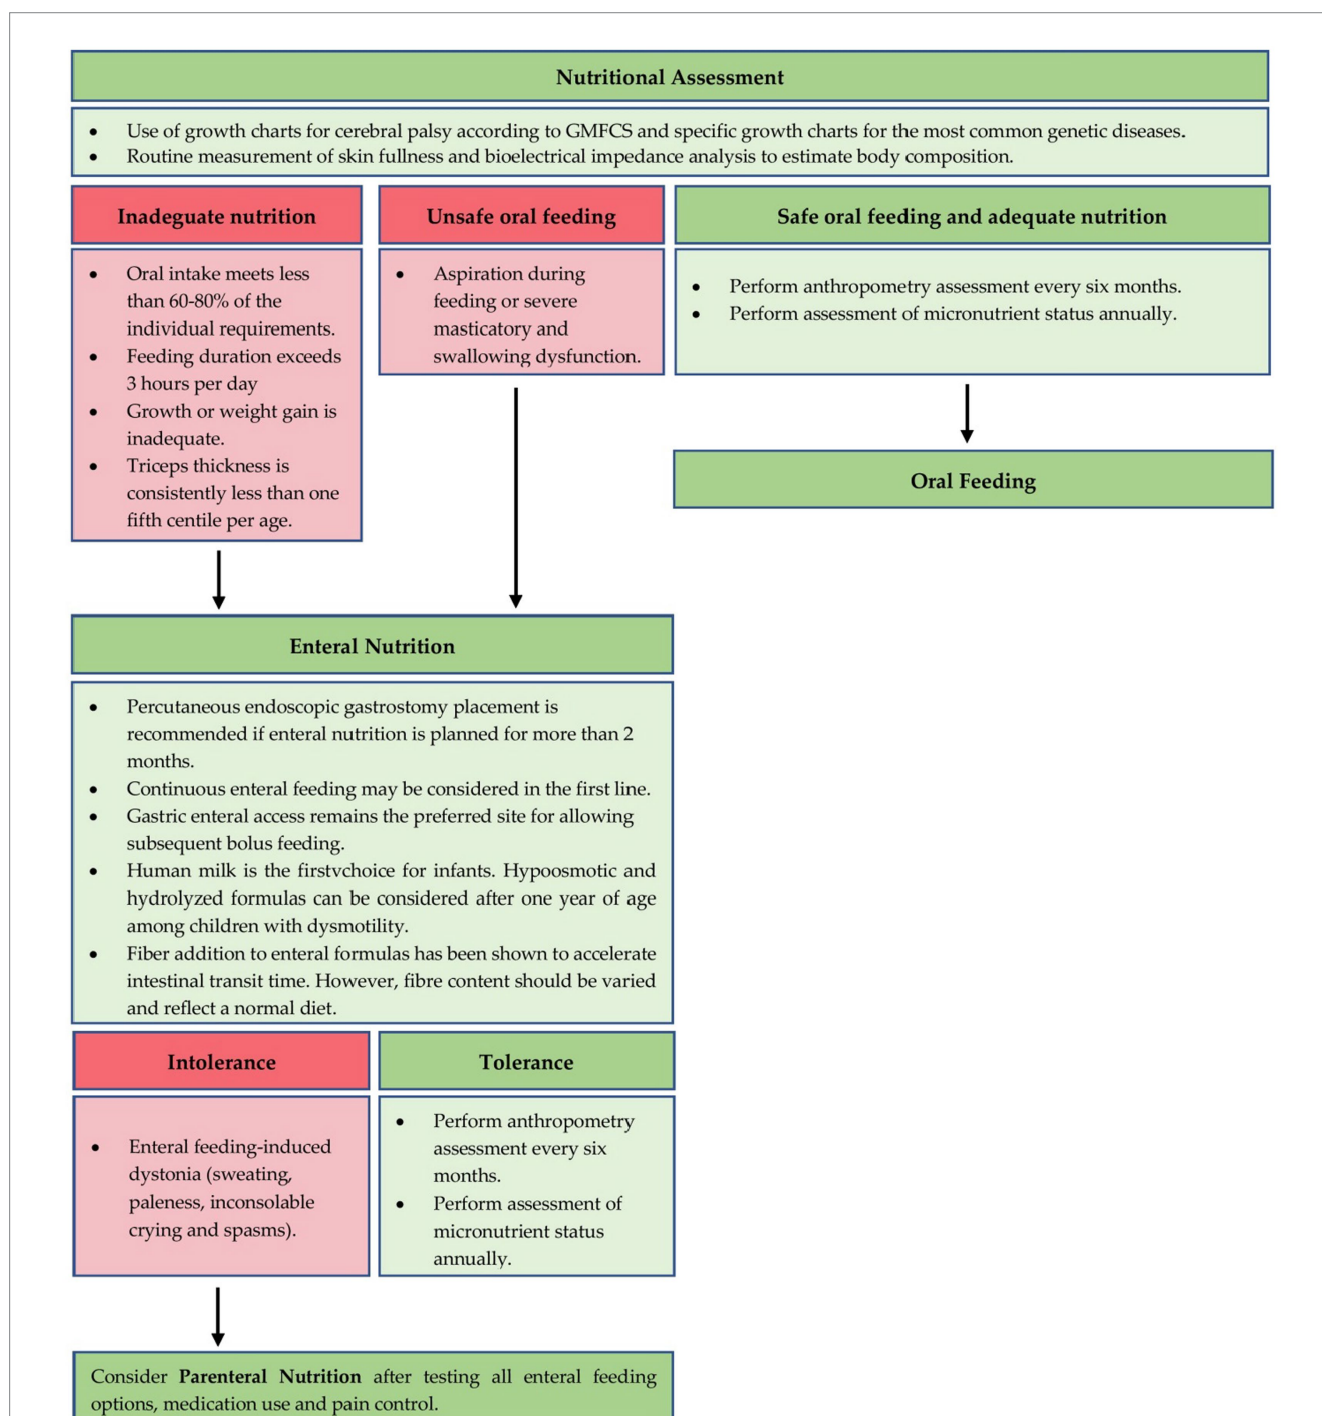 Nutritional Assessment
• Use of growth charts for cerebral palsy according to GMFCS and specific growth charts for the most common genetic diseases.
• Routine measurement of skin fullness and bioelectrical impedance analysis to estimate body composition.
Inadeguate nutrition
• Oral intake meets less
than 60-80% of the
individual requirements.
• Feeding duration exceeds
3 hours per day
• Growth or weight gain is
inadequate.
• Triceps thickness is
consistently less than one
fifth centile per age.
Unsafe oral feeding
• Aspiration during
feeding or severe
masticatory and
swallowing dysfunction.
Safe oral feeding and adequate nutrition
• Perform anthropometry assessment every six months.
• Perform assessment of micronutrient status annually.
Oral Feeding
Enteral Nutrition
• Percutaneous endoscopic gastrostomy placement is
recommended if enteral nutrition is planned for more than 2
months.
• Continuous enteral feeding may be considered in the first line.
• Gastric enteral access remains the preferred site for allowing
subsequent bolus feeding.
• Human milk is the firstvchoice for infants. Hypoosmotic and
hydrolyzed formulas can be considered after one year of age
among children with dysmotility.
• Fiber addition to enteral formulas has been shown to accelerate
intestinal transit time. However, fibre content should be varied
and reflect a normal diet.
Intolerance
• Enteral feeding-induced
dystonia (sweating,
paleness, inconsolable
crying and spasms).
Tolerance
• Perform anthropometry
assessment every six
months.
• Perform assessment of
micronutrient status
annually.
Consider Parenteral Nutrition after testing all enteral feeding
options, medication use and pain control.